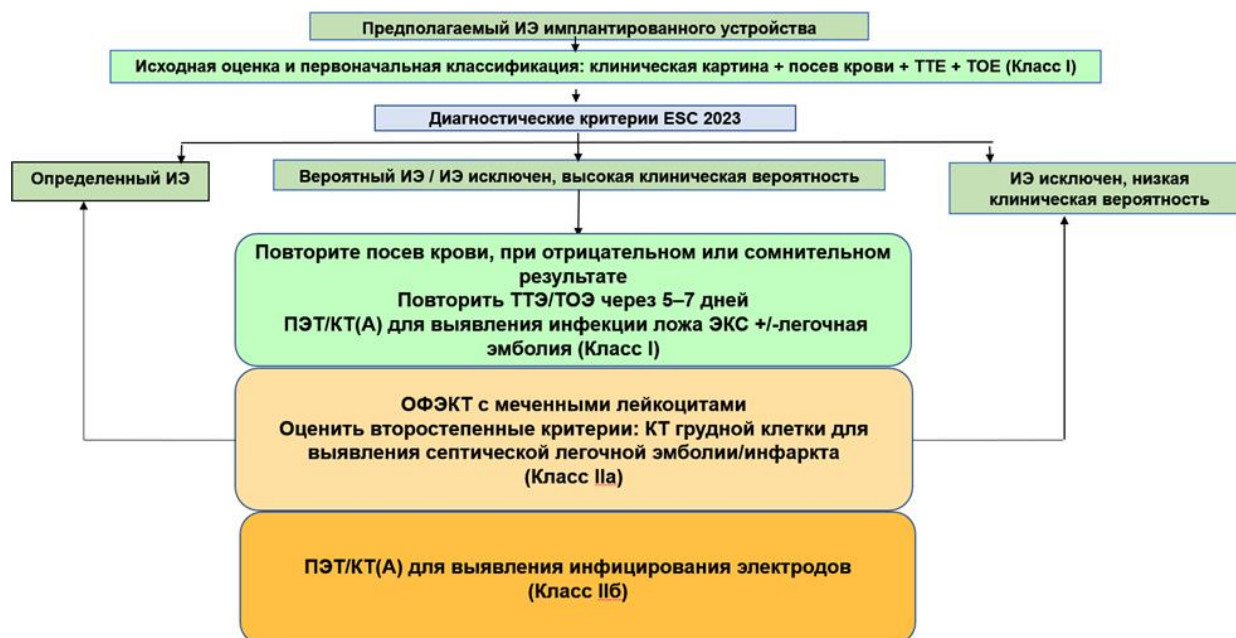 Предполагаемый ИЭ имплантированного устройства
Исходная оценка и первоначальная классификация: клиническая картина + посев крови + ТТЕ + ТОЕ (Класс I)
Диагностические критерии ESC 2023
Определенный ИЭ
Вероятный ИЭ / ИЭ исключен, высокая клиническая вероятность
ИЭ исключен, низкая
клиническая вероятность
Повторите посев крови, при отрицательном или сомнительном
результате
Повторить ТТЭ/ТОЭ через 5–7 дней
ПЭТ/КТ(А) для выявления инфекции ложа ЭКС +/-легочная
эмболия (Класс I)
ОФЭКТ с меченными лейкоцитами
Оценить второстепенные критерии: КТ грудной клетки для
выявления септической легочной эмболии/инфаркта
(Класс IIa)
ПЭТ/КТ(А) для выявления инфицирования электродов
(Класс IIб)